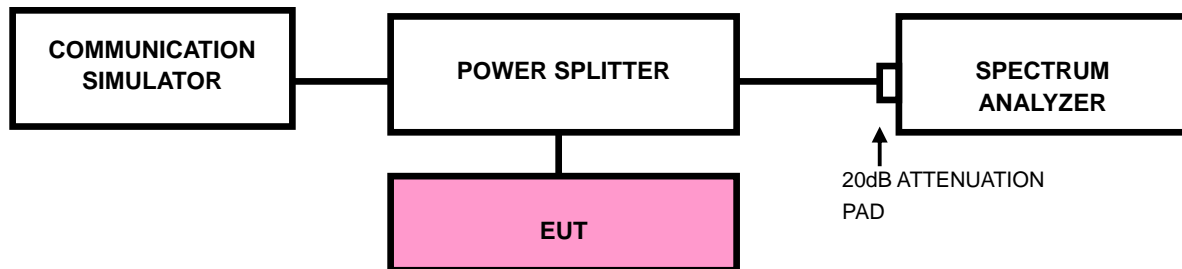 COMMUNICATION
SIMULATOR
POWER SPLITTER
SPECTRUM
ANALYZER
20dB ATTENUATION
PAD
EUT